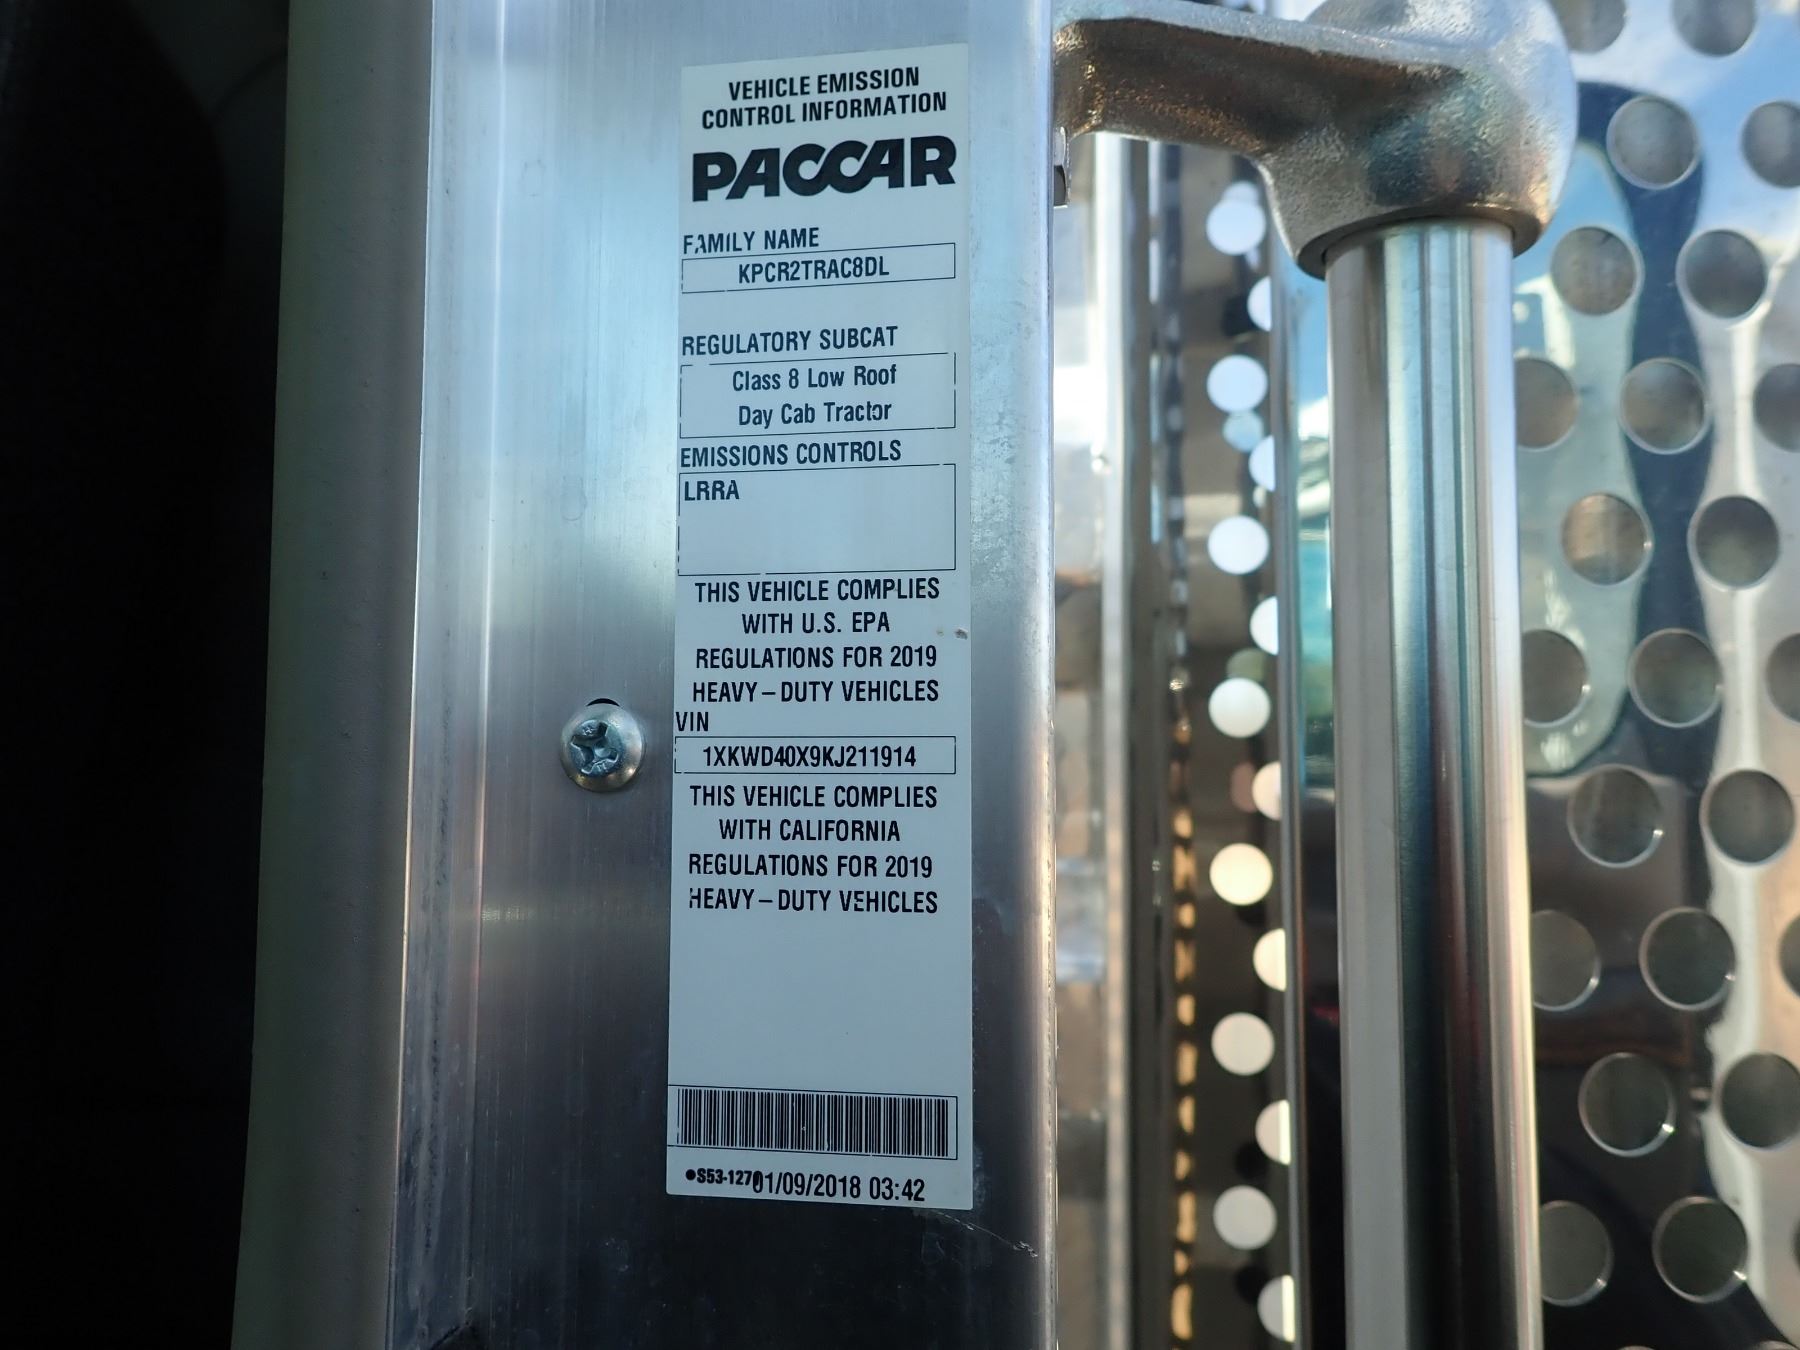 VEHICLE EMISSION
CONTROL INFORMATION
PACCAR
FAMILY NAME
KPCR2TRAC8DL
REGULATORY SUBCAT
Class 8 Low Roof
Day Cab Tractor
EMISSIONS CONTROLS
LRRA
THIS VEHICLE COMPLIES
WITH U.S. EPA
REGULATIONS FOR 2019
HEAVY–DUTY VEHICLES
VIN
1XKWD40X9KJ211914
THIS VEHICLE COMPLIES
WITH CALIFORNIA
REGULATIONS FOR 2019
HEAVY–DUTY VEHICLES
01/09/2018 03:42